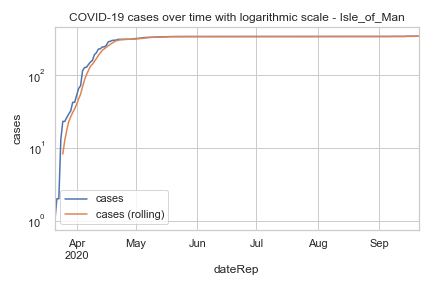 COVID-19 cases over time with logarithmic scale - Isle_of_Man
cases
10²
10¹
10⁰
cases
cases (rolling)
Apr May Jun Jul Aug Sep
2020
dateRep